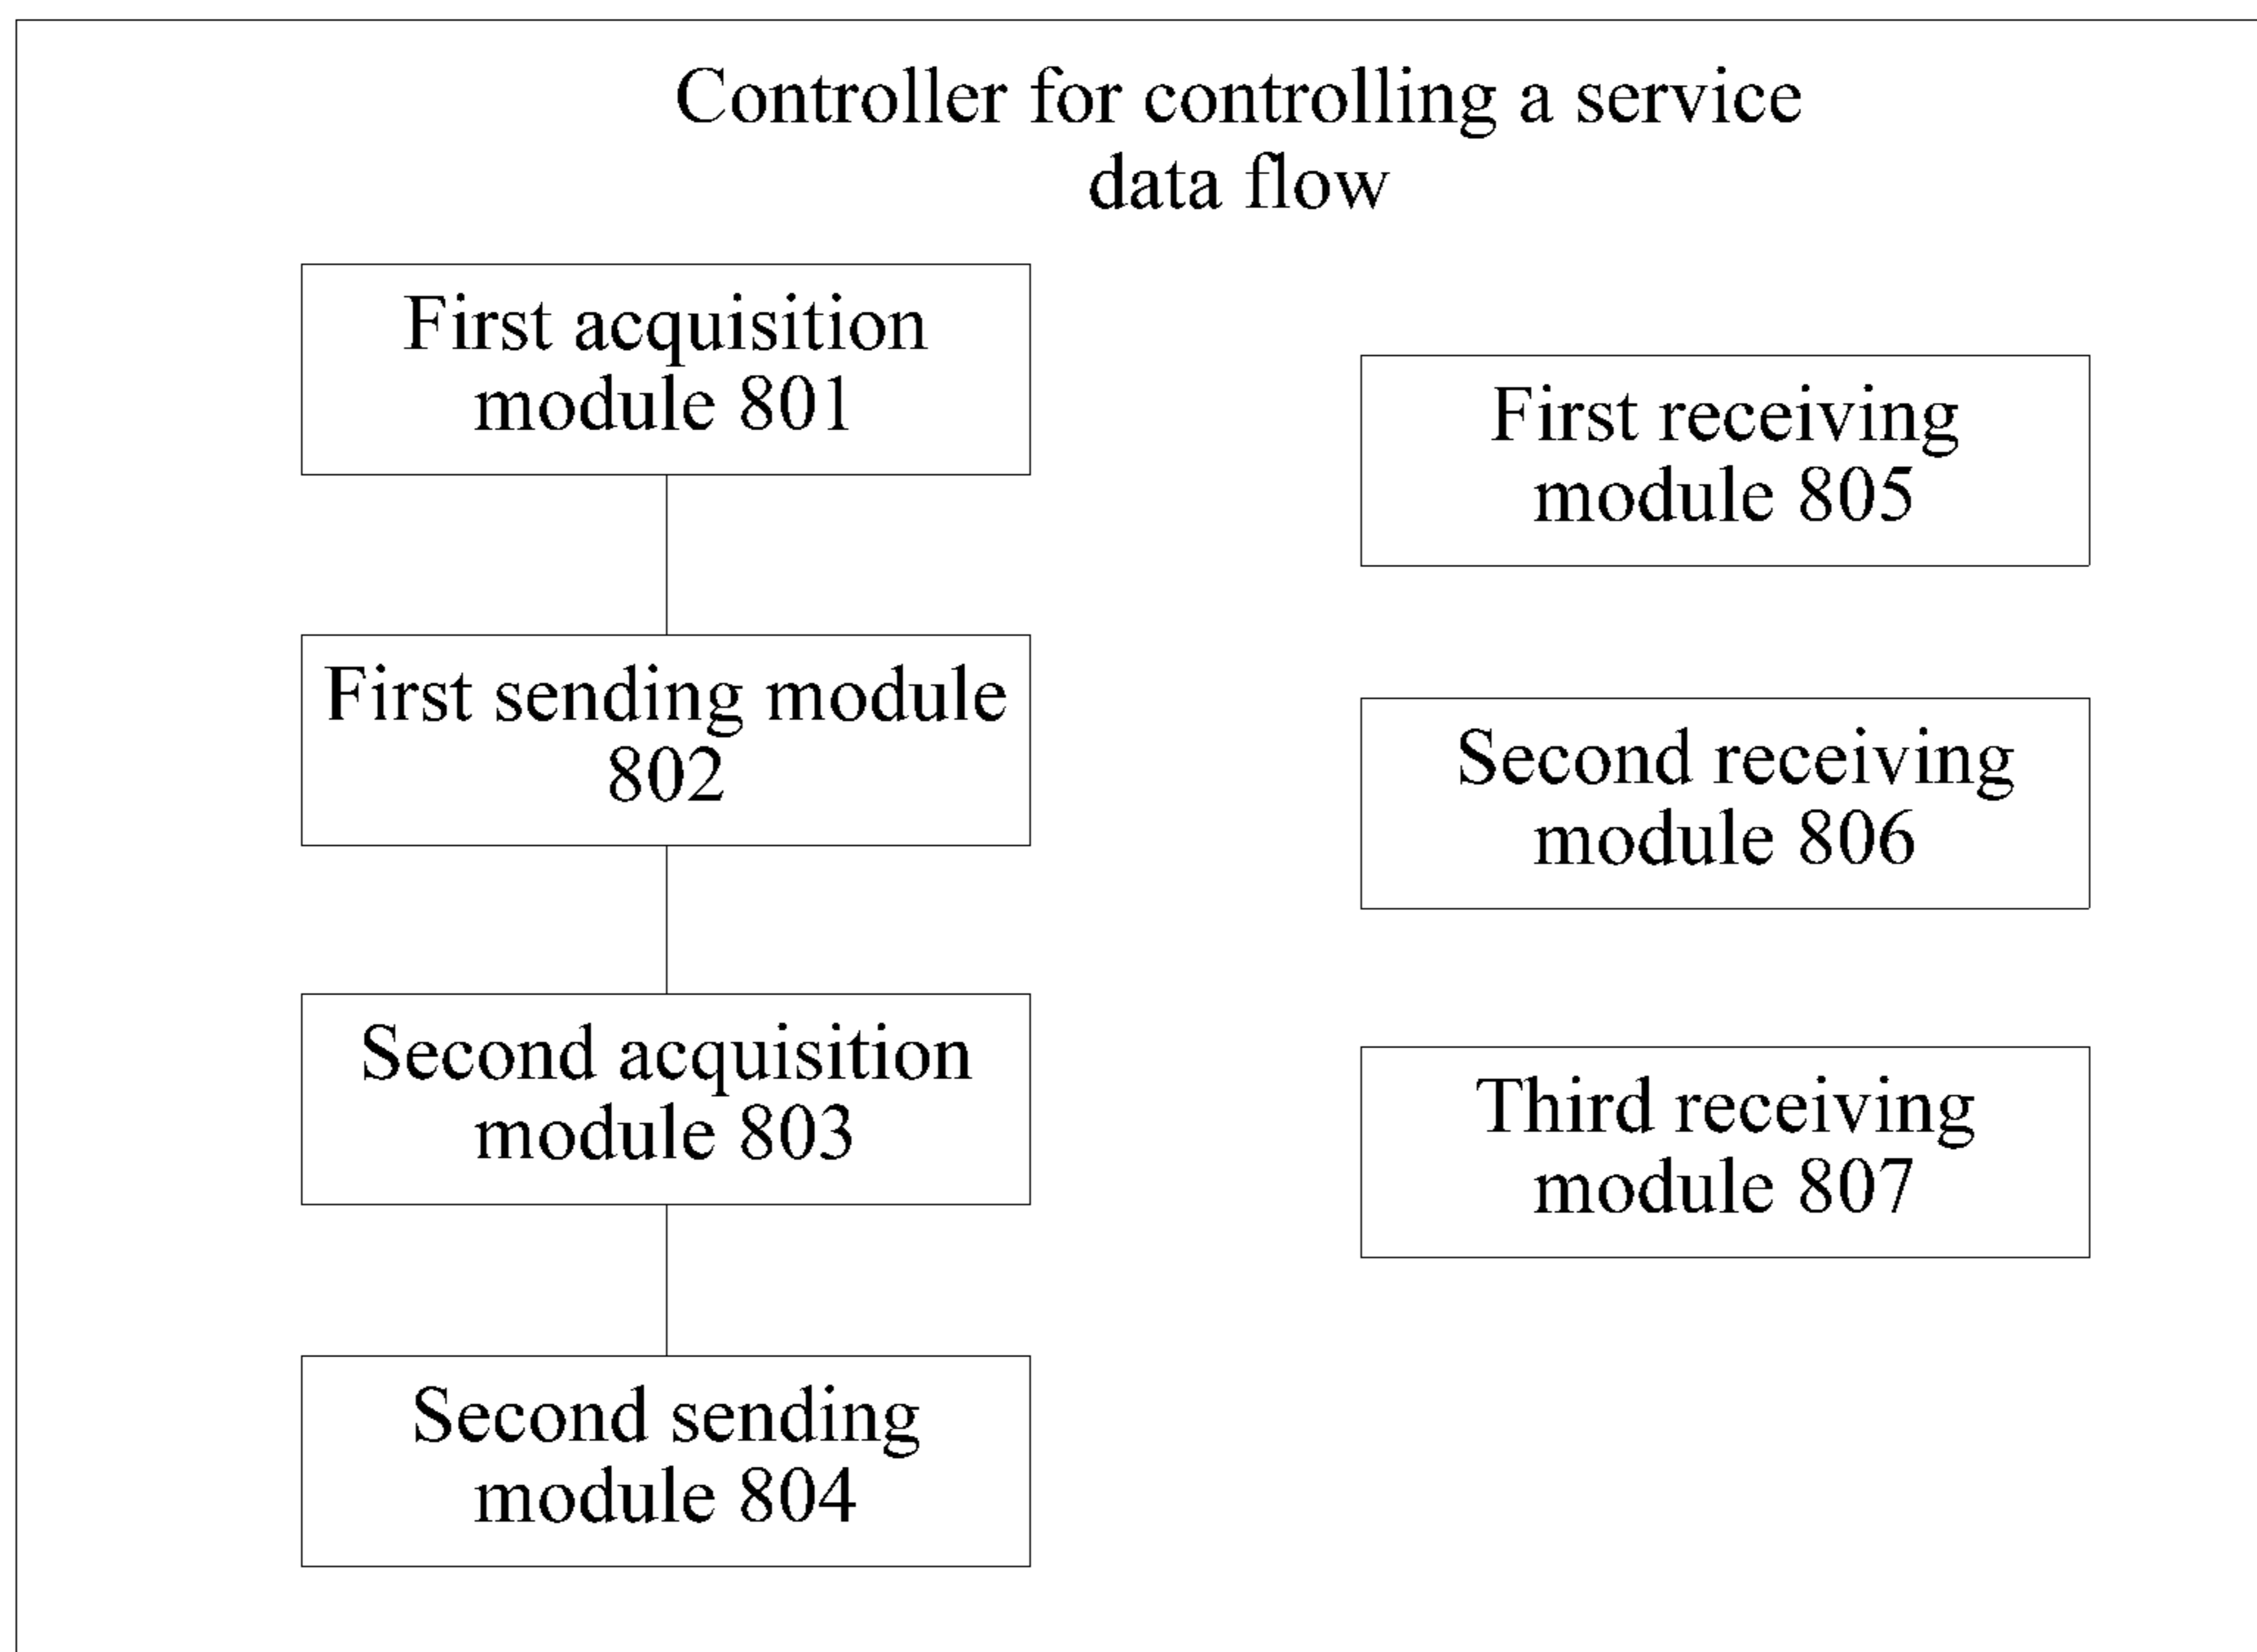 Controller for controlling a service
data flow
First acquisition
module 801
First sending module
802
Second acquisition
module 803
Second sending
module 804
First receiving
module 805
Second receiving
module 806
Third receiving
module 807